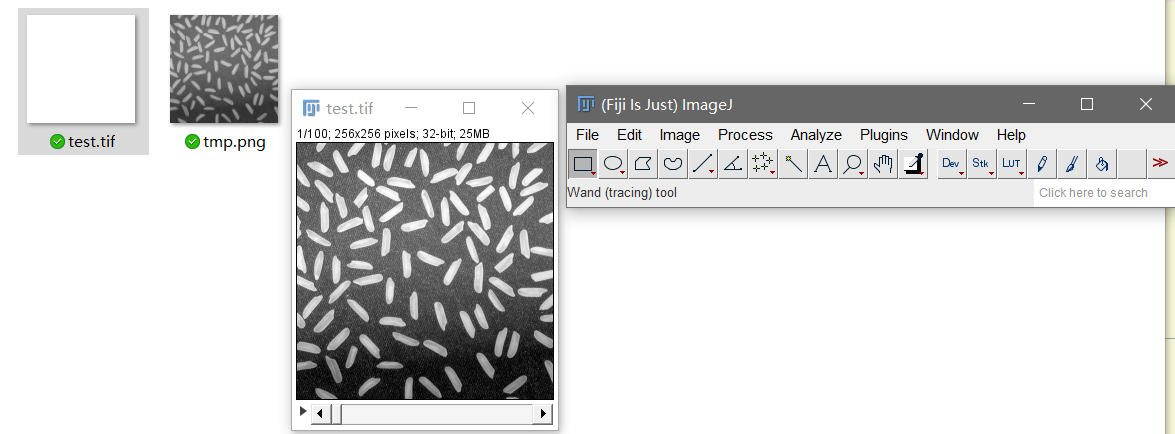 test.tif
tmp.png
test.tif
1/100; 256x256 pixels; 32-bit; 25MB
(Fiji Is Just) ImageJ
File Edit Image Process Analyze Plugins Window Help
A Dev Stk LUT >>
Wand (tracing) tool
Click here to search